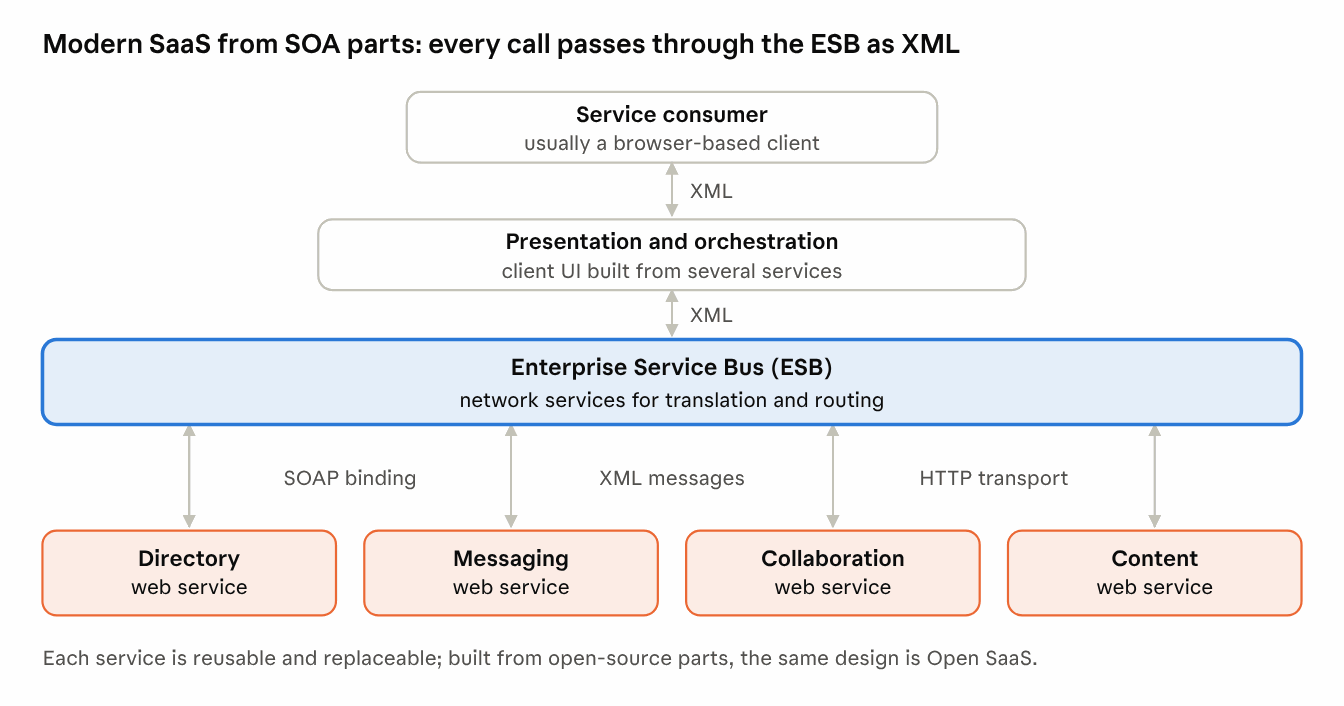 Modern SaaS from SOA parts: every call passes through the ESB as XML
Service consumer
usually a browser-based client
XML
Presentation and orchestration
client UI built from several services
XML
Enterprise Service Bus (ESB)
network services for translation and routing
SOAP binding
XML messages
HTTP transport
Directory
web service
Messaging
web service
Collaboration
web service
Content
web service
Each service is reusable and replaceable; built from open-source parts, the same design is Open SaaS.